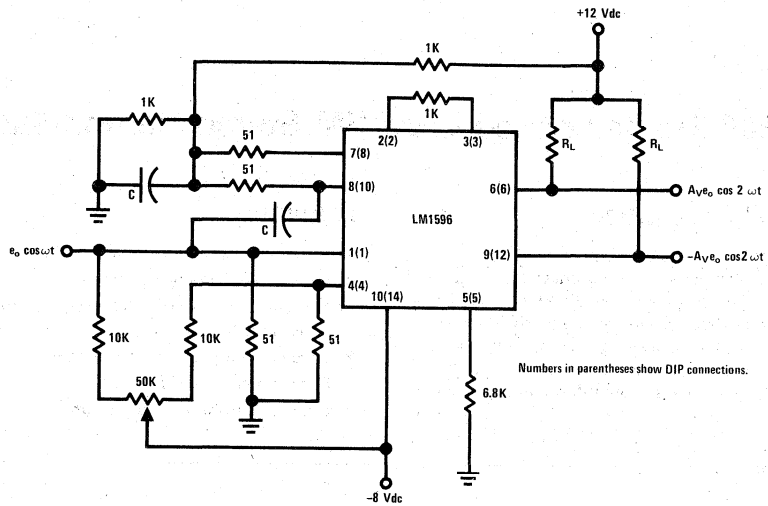 +12 Vdc
1K
1K
1K
51
2(2)
3(3)
R_L
R_L
7(8)
51
C
8(10)
6(6)
A_V e_o cos 2 ωt
LM1596
C
e_o cosωt
1(1)
9(12)
-A_V e_o cos2 ωt
4(4)
10(14)
5(5)
10K
10K
51
51
Numbers in parentheses show DIP connections.
50K
6.8K
-8 Vdc